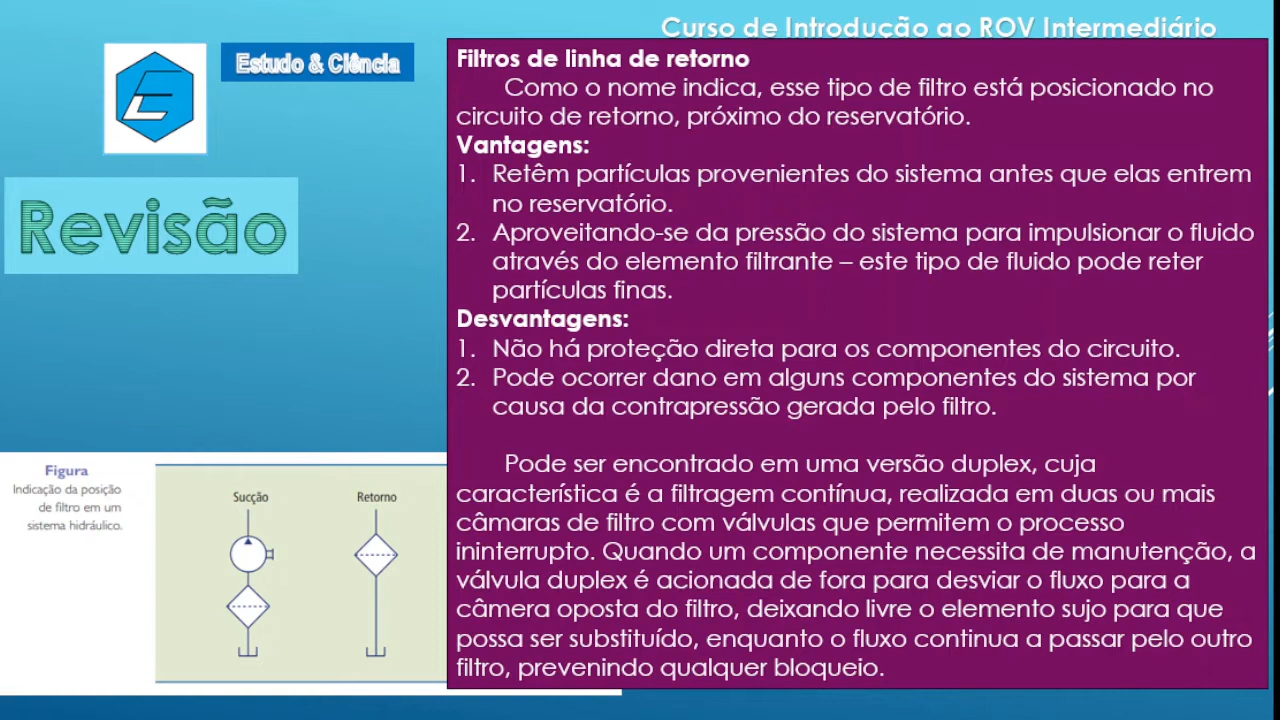 Curso de Introdução ao ROV Intermediário
Estudo & Ciência
Revisão
Filtros de linha de retorno
Como o nome indica, esse tipo de filtro está posicionado no
circuito de retorno, próximo do reservatório.
Vantagens:
1. Retêm partículas provenientes do sistema antes que elas entrem
no reservatório.
2. Aproveitando-se da pressão do sistema para impulsionar o fluido
através do elemento filtrante – este tipo de fluido pode reter
partículas finas.
Desvantagens:
1. Não há proteção direta para os componentes do circuito.
2. Pode ocorrer dano em alguns componentes do sistema por
causa da contrapressão gerada pelo filtro.
Pode ser encontrado em uma versão duplex, cuja
característica é a filtragem contínua, realizada em duas ou mais
câmaras de filtro com válvulas que permitem o processo
ininterrupto. Quando um componente necessita de manutenção, a
válvula duplex é acionada de fora para desviar o fluxo para a
câmera oposta do filtro, deixando livre o elemento sujo para que
possa ser substituído, enquanto o fluxo continua a passar pelo outro
filtro, prevenindo qualquer bloqueio.
Figura
Indicação da posição
de filtro em um
sistema hidráulico.
Sucção
Retorno